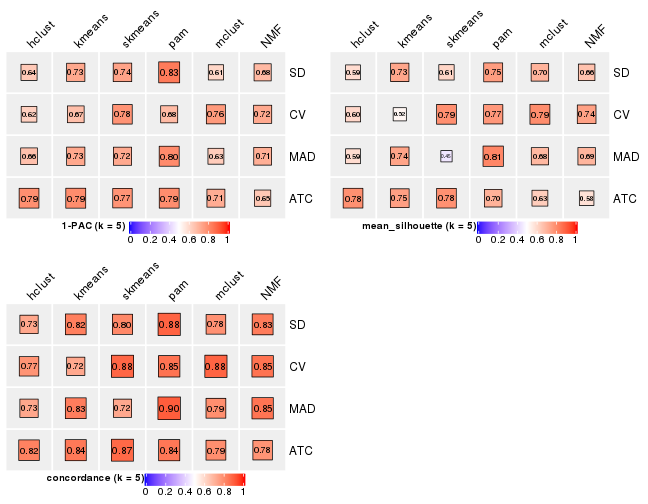 hclust kmeans skmeans pam mclust NMF
0.64 0.73 0.74 0.83 0.61 0.68 SD
0.62 0.67 0.78 0.68 0.76 0.72 CV
0.66 0.73 0.72 0.80 0.63 0.71 MAD
0.79 0.79 0.77 0.79 0.71 0.65 ATC
1-PAC (k = 5)
0 0.2 0.4 0.6 0.8 1
hclust kmeans skmeans pam mclust NMF
0.59 0.73 0.61 0.75 0.70 0.66 SD
0.60 0.52 0.79 0.77 0.79 0.74 CV
0.59 0.74 0.45 0.81 0.68 0.69 MAD
0.78 0.75 0.78 0.70 0.63 0.58 ATC
mean_silhouette (k = 5)
0 0.2 0.4 0.6 0.8 1
hclust kmeans skmeans pam mclust NMF
0.73 0.82 0.80 0.88 0.78 0.83 SD
0.77 0.72 0.88 0.85 0.88 0.85 CV
0.73 0.83 0.72 0.90 0.79 0.85 MAD
0.82 0.84 0.87 0.84 0.79 0.78 ATC
concordance (k = 5)
0 0.2 0.4 0.6 0.8 1